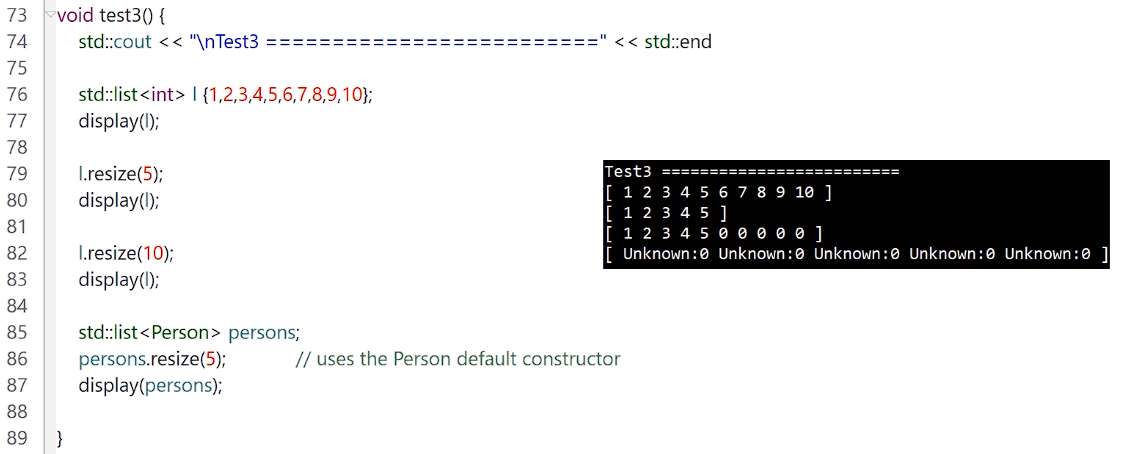 73 void test3() {
74 std::cout << "\nTest3 =========================" << std::end
75
76 std::list<int> l {1,2,3,4,5,6,7,8,9,10};
77 display(l);
78
79 l.resize(5);
80 display(l);
81
82 l.resize(10);
83 display(l);
84
85 std::list<Person> persons;
86 persons.resize(5); // uses the Person default constructor
87 display(persons);
88
89 }
Test3 =========================
[ 1 2 3 4 5 6 7 8 9 10 ]
[ 1 2 3 4 5 ]
[ 1 2 3 4 5 0 0 0 0 0 ]
[ Unknown:0 Unknown:0 Unknown:0 Unknown:0 Unknown:0 ]